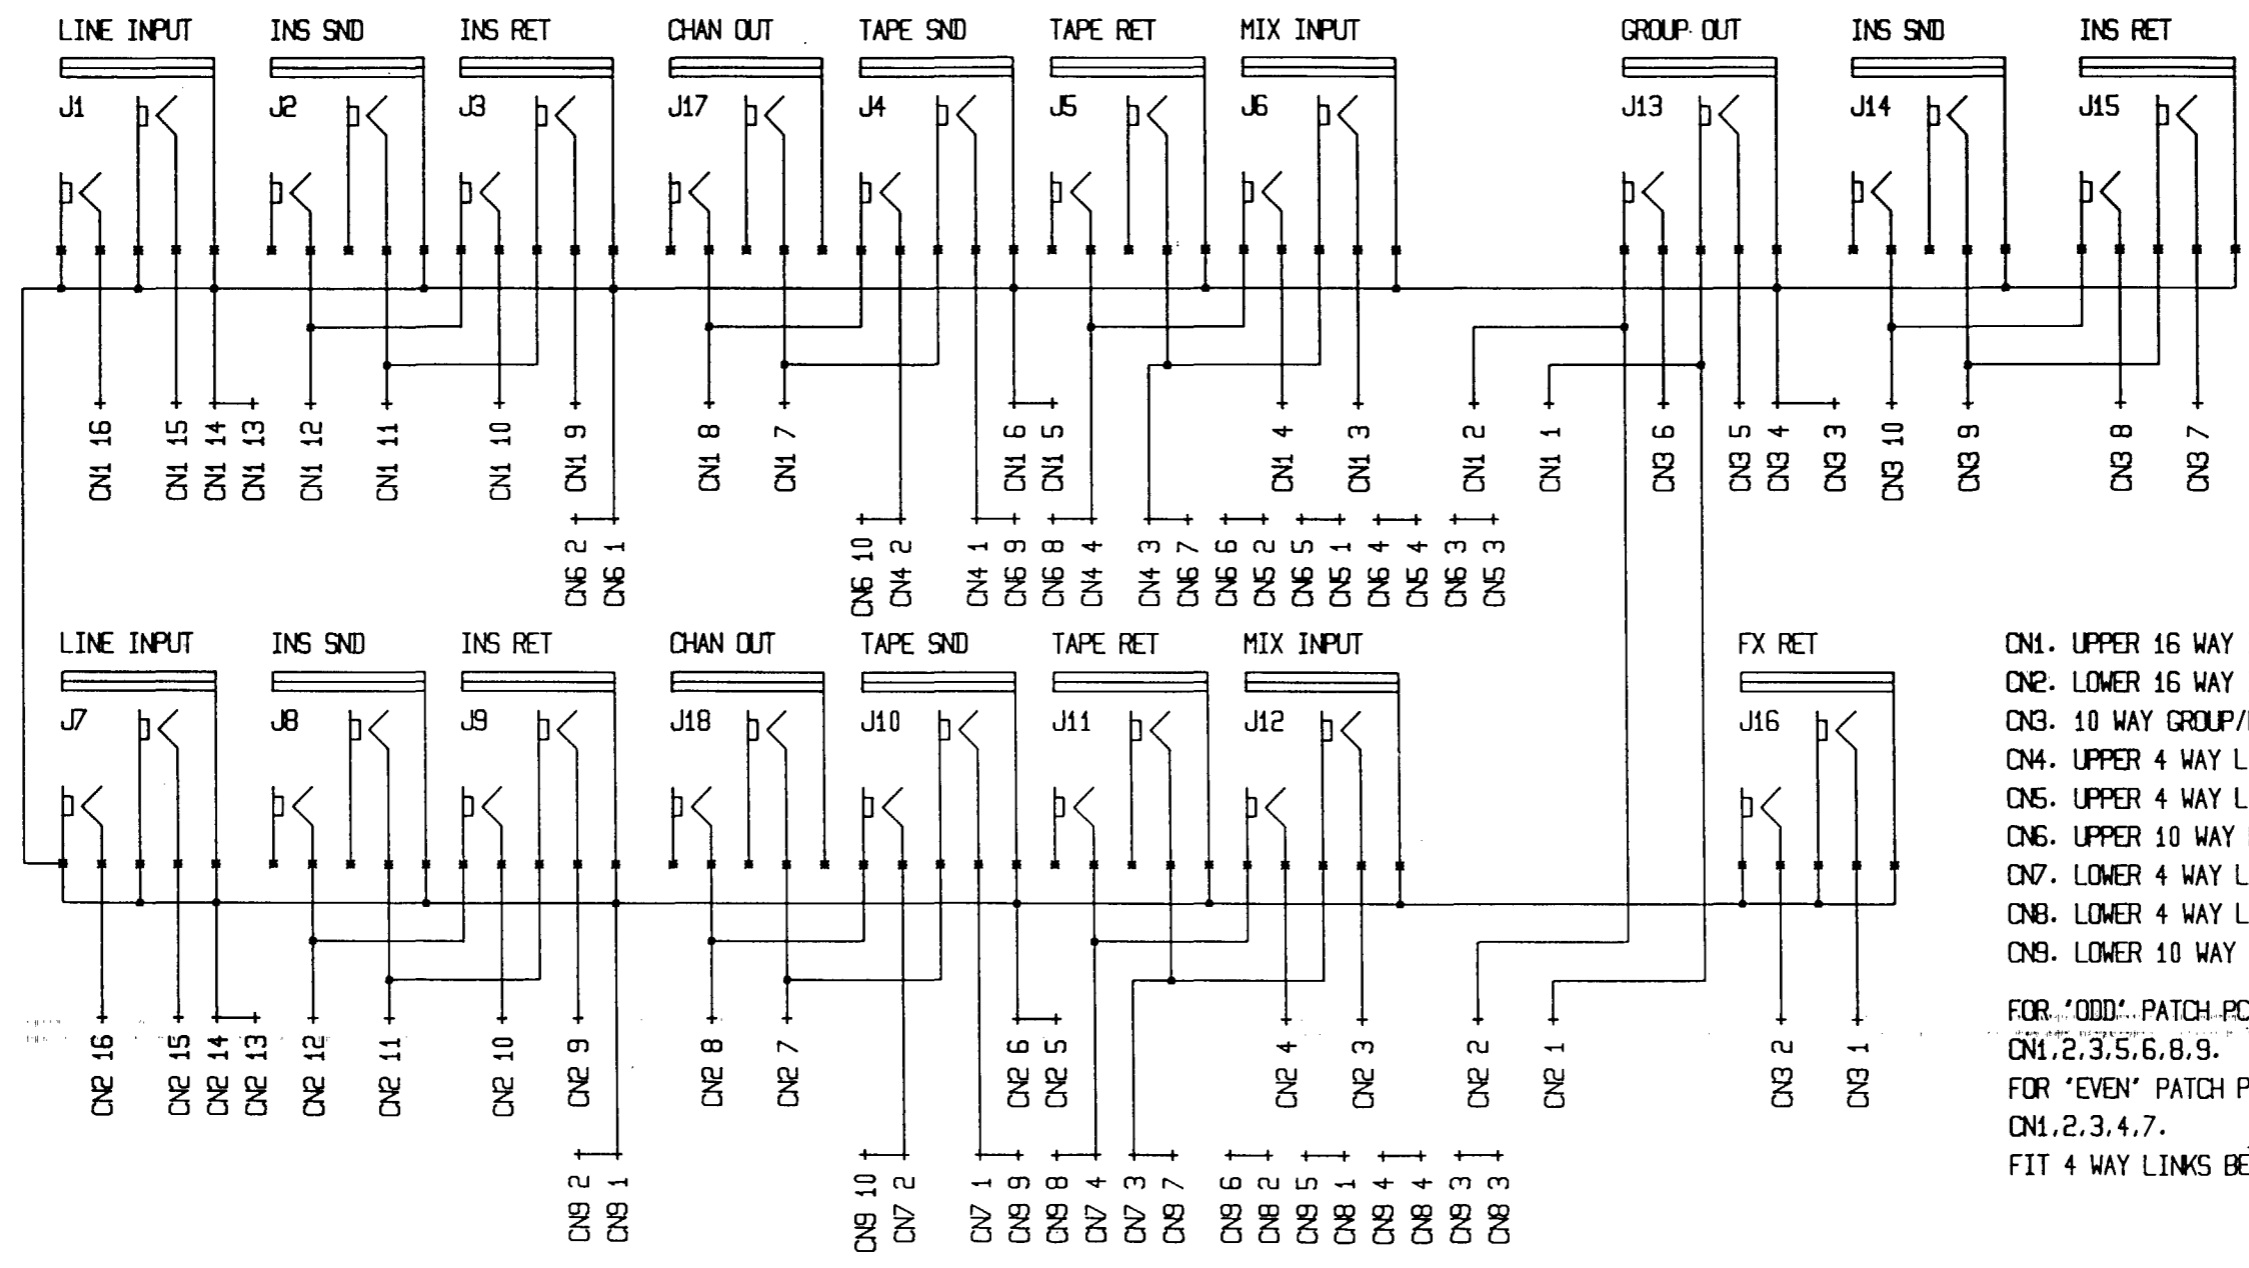 LINE INPUT INS SND INS RET CHAN OUT TAPE SND TAPE RET MIX INPUT GROUP OUT INS SND INS RET
J1 J2 J3 J17 J4 J5 J6 J13 J14 J15
CN1 16 CN1 15 CN1 14 CN1 13 CN1 12 CN1 11 CN1 10 CN1 9 CN1 8 CN1 7 CN1 6 CN1 5 CN1 4 CN1 3 CN1 2 CN1 1 CN3 6 CN3 5 CN3 4 CN3 3 CN3 10 CN3 9 CN3 8 CN3 7
CN6 2 CN6 1 CN6 10 CN4 2 CN4 1 CN6 9 CN6 8 CN4 4 CN4 3 CN6 7 CN6 6 CN5 2 CN6 5 CN5 1 CN6 4 CN5 4 CN6 3 CN5 3
LINE INPUT INS SND INS RET CHAN OUT TAPE SND TAPE RET MIX INPUT FX RET
J7 J8 J9 J18 J10 J11 J12 J16
CN2 16 CN2 15 CN2 14 CN2 13 CN2 12 CN2 11 CN2 10 CN2 9 CN2 8 CN2 7 CN2 6 CN2 5 CN2 4 CN2 3 CN2 2 CN2 1 CN3 2 CN3 1
CN9 2 CN9 1 CN9 10 CN7 2 CN7 1 CN9 9 CN9 8 CN7 4 CN7 3 CN9 7 CN9 6 CN8 2 CN9 5 CN8 1 CN9 4 CN8 4 CN9 3 CN8 3
CN1. UPPER 16 WAY
CN2. LOWER 16 WAY
CN3. 10 WAY GROUP/
CN4. UPPER 4 WAY L
CN5. UPPER 4 WAY L
CN6. UPPER 10 WAY
CN7. LOWER 4 WAY L
CN8. LOWER 4 WAY L
CN9. LOWER 10 WAY
FOR 'ODD' PATCH PC
CN1,2,3,5,6,8,9.
FOR 'EVEN' PATCH P
CN1,2,3,4,7.
FIT 4 WAY LINKS BE